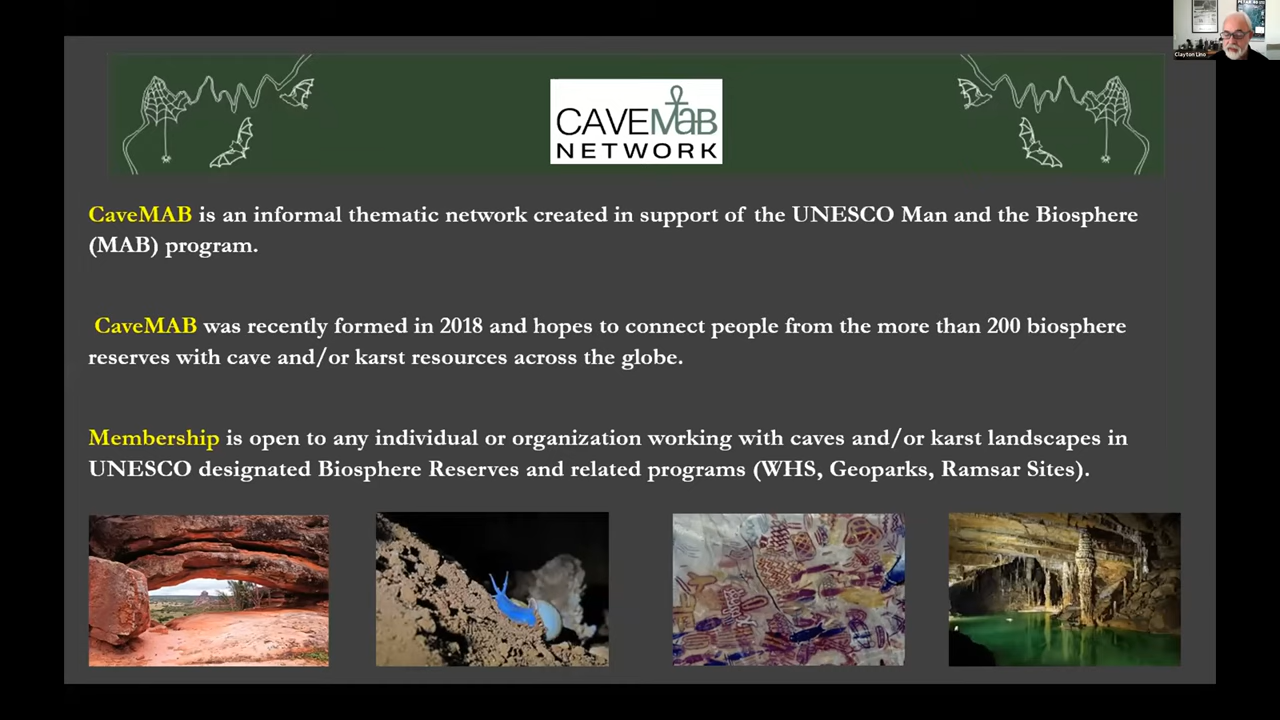 Clayton Lino
CAVEMaB
NETWORK
CaveMAB is an informal thematic network created in support of the UNESCO Man and the Biosphere
(MAB) program.
CaveMAB was recently formed in 2018 and hopes to connect people from the more than 200 biosphere
reserves with cave and/or karst resources across the globe.
Membership is open to any individual or organization working with caves and/or karst landscapes in
UNESCO designated Biosphere Reserves and related programs (WHS, Geoparks, Ramsar Sites).